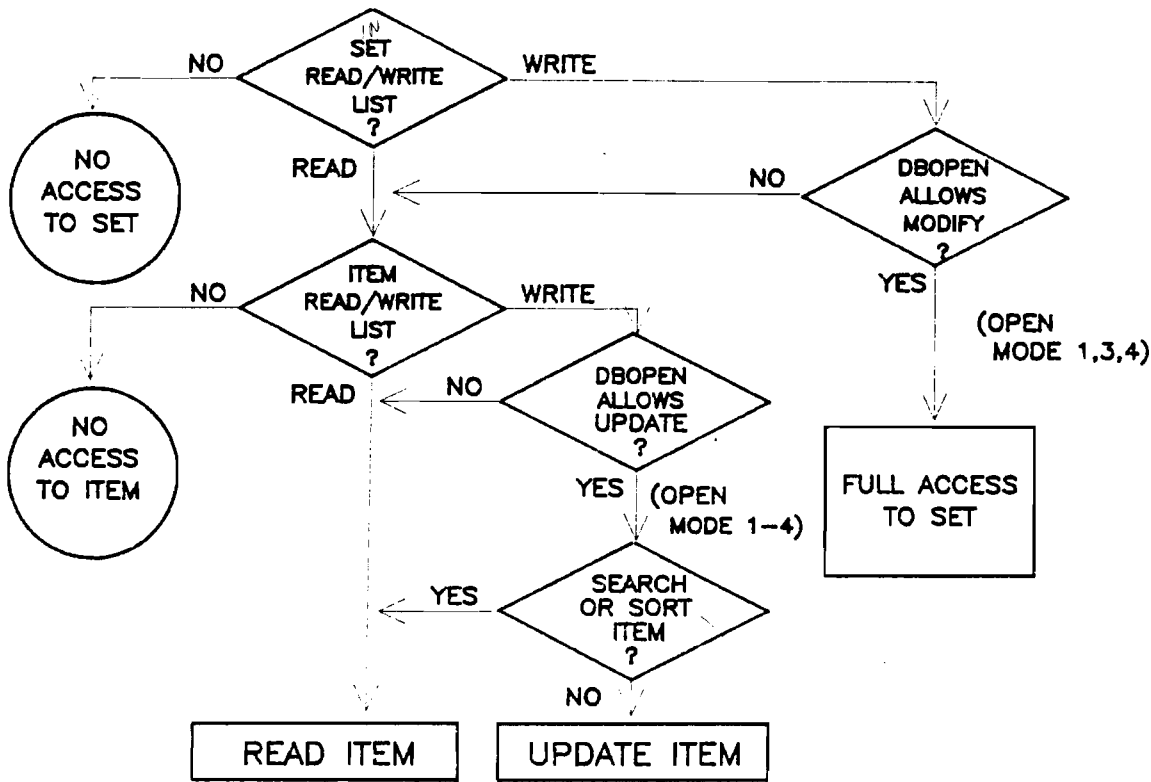 IN
SET
READ/WRITE
LIST
?
NO
WRITE
READ
NO
ACCESS
TO SET
DBOPEN
ALLOWS
MODIFY
?
NO
YES
(OPEN
MODE 1,3,4)
FULL ACCESS
TO SET
ITEM
READ/WRITE
LIST
?
NO
WRITE
READ
NO
ACCESS
TO ITEM
DBOPEN
ALLOWS
UPDATE
?
NO
YES
(OPEN
MODE 1-4)
SEARCH
OR SORT
ITEM
?
YES
NO
READ ITEM
UPDATE ITEM